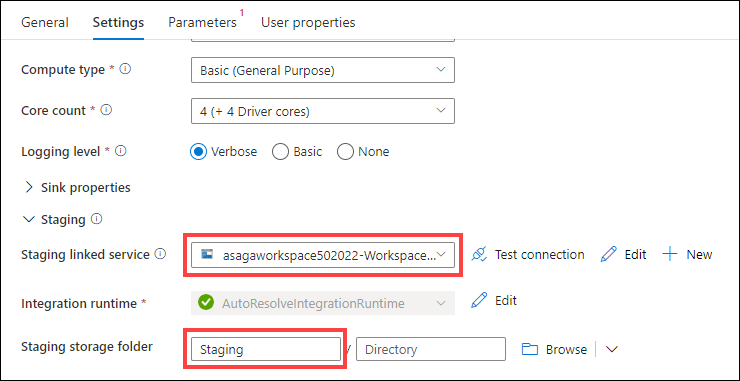 General Settings Parameters 1 User properties
Compute type * Basic (General Purpose)
Core count * 4 (+ 4 Driver cores)
Logging level * Verbose Basic None
Sink properties
Staging
Staging linked service asagaworkspace502022-Workspace... Test connection Edit New
Integration runtime * AutoResolveIntegrationRuntime Edit
Staging storage folder Staging / Directory Browse